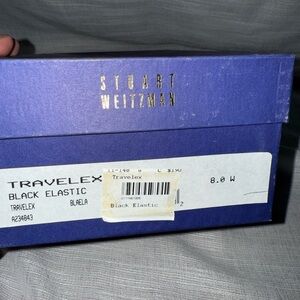 STUART
WEITZMAN
TRAVELEX
BLACK ELASTIC
TRAVELEX BLAELA
A234843
Travelex
Black Elastic
8.0 W